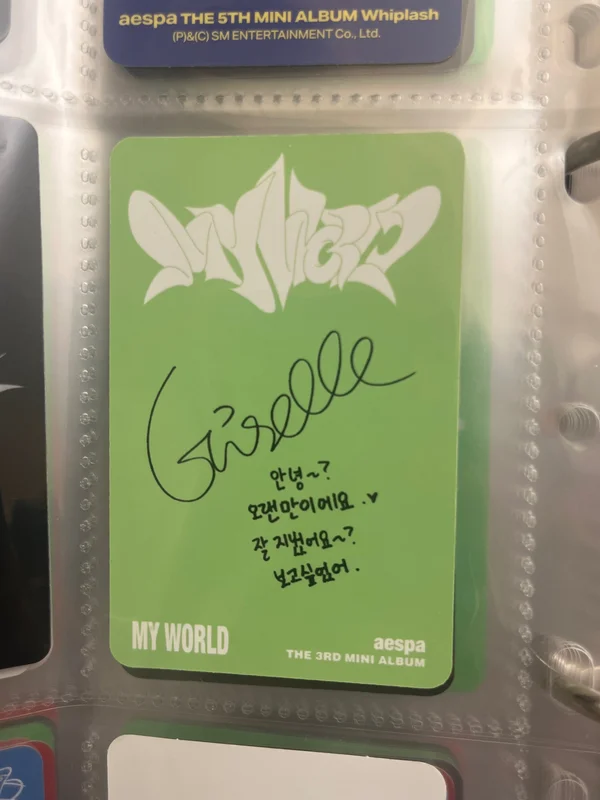 aespa THE 5TH MINI ALBUM Whiplash
(P)&(C) SM ENTERTAINMENT Co., Ltd.
MY WORLD
Giselle
안녕~?
오랜만이에요.♥
잘 지냈어요~?
보고싶었어.
MY WORLD
aespa
THE 3RD MINI ALBUM